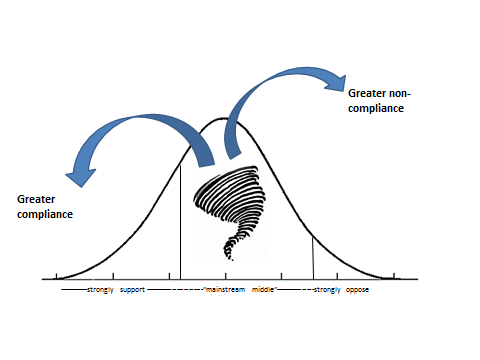 Greater non-
compliance
Greater
compliance
strongly support "mainstream middle" strongly oppose